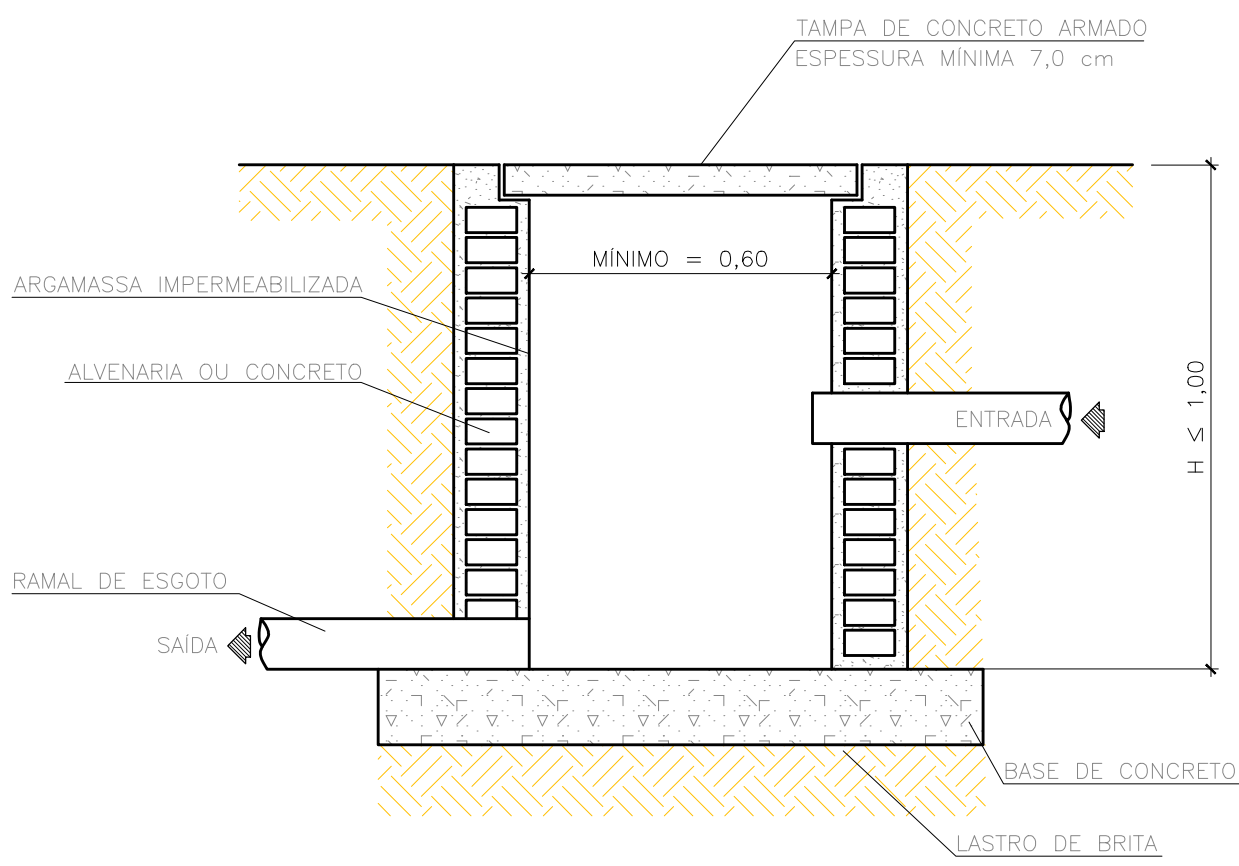 TAMPA DE CONCRETO ARMADO
ESPESSURA MÍNIMA 7,0 cm
MÍNIMO = 0,60
ARGAMASSA IMPERMEABILIZADA
ALVENARIA OU CONCRETO
ENTRADA
H ≤ 1,00
RAMAL DE ESGOTO
SAÍDA
BASE DE CONCRETO
LASTRO DE BRITA